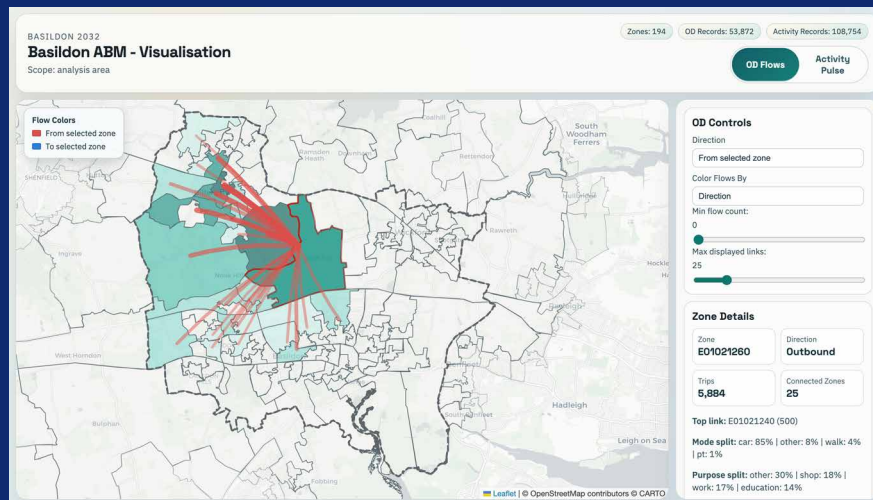 BASILDON 2032
Basildon ABM - Visualisation
Scope: analysis area
Zones: 194
OD Records: 53,872
Activity Records: 108,754
OD Flows
Activity
Pulse
Flow Colors
From selected zone
To selected zone
South
Woodham
Ferrers
Ramsden
Heath
Downham
Rettendon
SHENFIELD
Ingrave
Rawreth
West Horndon
Bulphan
Fobbing
Hadleigh
Leigh on Sea
Leaflet | © OpenStreetMap contributors © CARTO
OD Controls
Direction
From selected zone
Color Flows By
Direction
Min flow count:
0
Max displayed links:
25
Zone Details
Zone
E01021260
Direction
Outbound
Trips
5,884
Connected Zones
25
Top link: E01021240 (500)
Mode split: car: 85% | other: 8% | walk: 4%
| pt: 1%
Purpose split: other: 30% | shop: 18% |
work: 17% | education: 14%